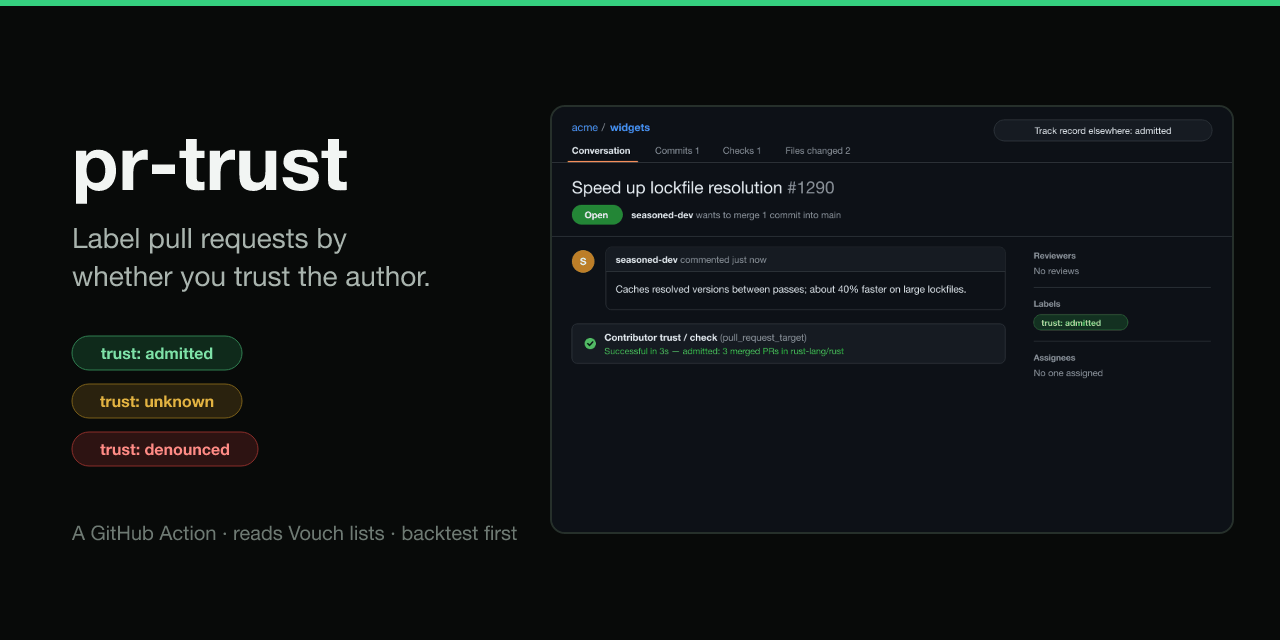 pr-trust
Label pull requests by
whether you trust the author.
trust: admitted
trust: unknown
trust: denounced
A GitHub Action · reads Vouch lists · backtest first
acme / widgets
Track record elsewhere: admitted
Conversation Commits 1 Checks 1 Files changed 2
Speed up lockfile resolution #1290
Open seasoned-dev wants to merge 1 commit into main
S
seasoned-dev commented just now
Caches resolved versions between passes; about 40% faster on large lockfiles.
Contributor trust / check (pull_request_target)
Successful in 3s — admitted: 3 merged PRs in rust-lang/rust
Reviewers
No reviews
Labels
trust: admitted
Assignees
No one assigned